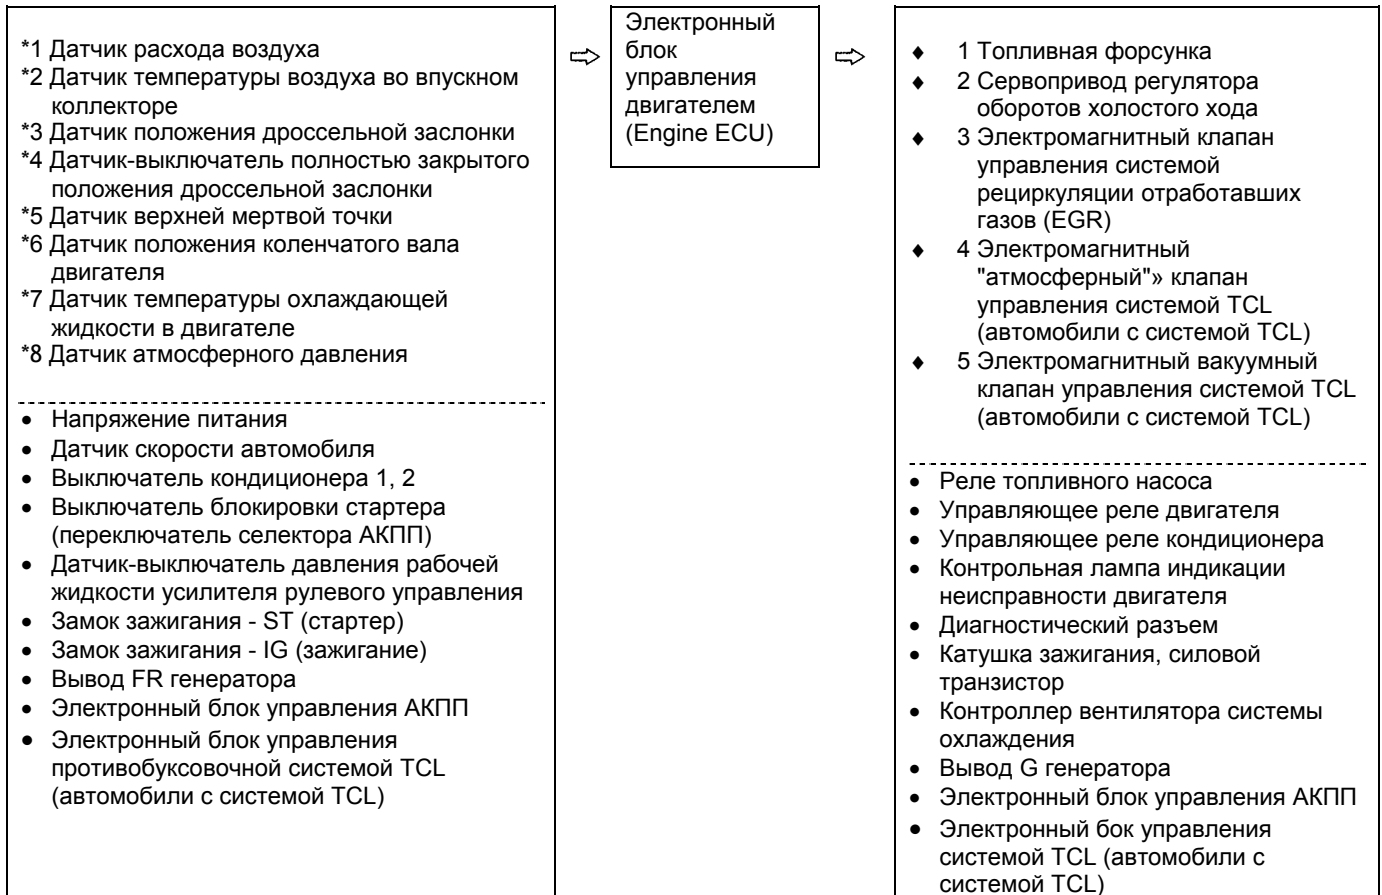 *1 Датчик расхода воздуха
*2 Датчик температуры воздуха во впускном
коллекторе
*3 Датчик положения дроссельной заслонки
*4 Датчик-выключатель полностью закрытого
положения дроссельной заслонки
*5 Датчик верхней мертвой точки
*6 Датчик положения коленчатого вала
двигателя
*7 Датчик температуры охлаждающей
жидкости в двигателе
*8 Датчик атмосферного давления
• Напряжение питания
• Датчик скорости автомобиля
• Выключатель кондиционера 1, 2
• Выключатель блокировки стартера
(переключатель селектора АКПП)
• Датчик-выключатель давления рабочей
жидкости усилителя рулевого управления
• Замок зажигания - ST (стартер)
• Замок зажигания - IG (зажигание)
• Вывод FR генератора
• Электронный блок управления АКПП
• Электронный блок управления
противобуксовочной системой TCL
(автомобили с системой TCL)
⇨
Электронный
блок
управления
двигателем
(Engine ECU)
⇨
♦ 1 Топливная форсунка
♦ 2 Сервопривод регулятора
оборотов холостого хода
♦ 3 Электромагнитный клапан
управления системой
рециркуляции отработавших
газов (EGR)
♦ 4 Электромагнитный
"атмосферный"» клапан
управления системой TCL
(автомобили с системой TCL)
♦ 5 Электромагнитный вакуумный
клапан управления системой TCL
(автомобили с системой TCL)
• Реле топливного насоса
• Управляющее реле двигателя
• Управляющее реле кондиционера
• Контрольная лампа индикации
неисправности двигателя
• Диагностический разъем
• Катушка зажигания, силовой
транзистор
• Контроллер вентилятора системы
охлаждения
• Вывод G генератора
• Электронный блок управления АКПП
• Электронный бок управления
системой TCL (автомобили с
системой TCL)